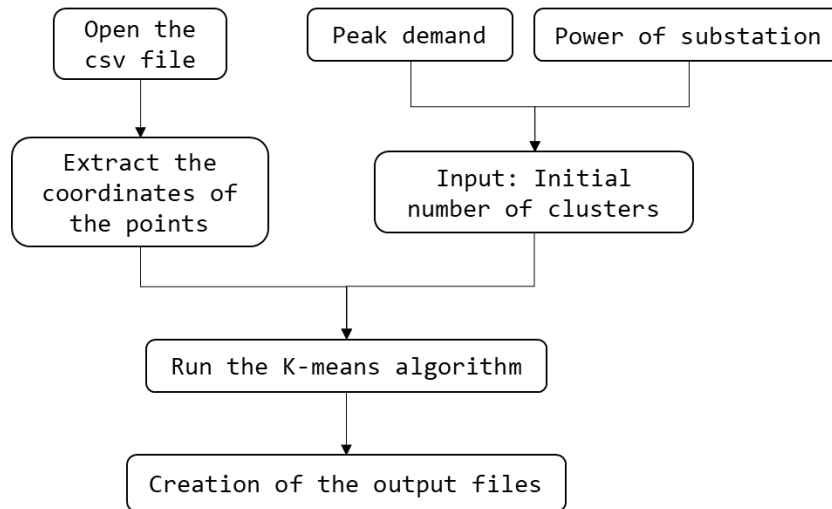 Open the
csv file
Peak demand
Power of substation
Extract the
coordinates of
the points
Input: Initial
number of clusters
Run the K-means algorithm
Creation of the output files